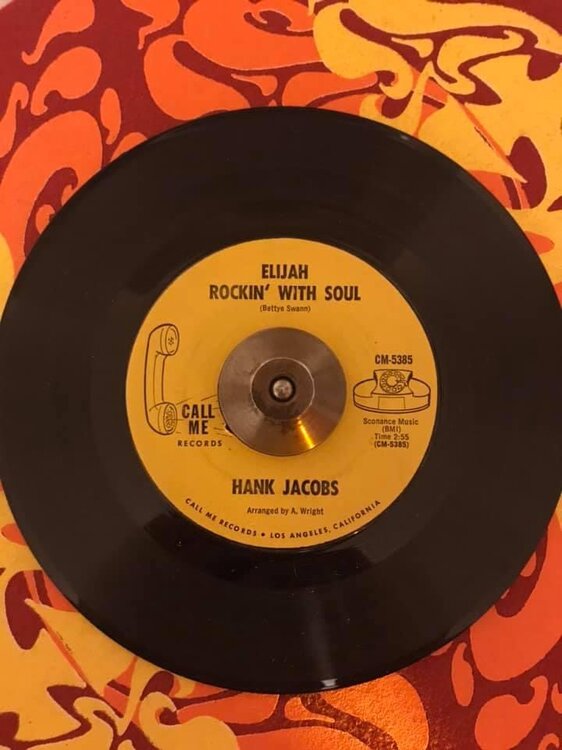 ELIJAH
ROCKIN' WITH SOUL
(Bettye Swann)
CM-5385
CALL
ME
RECORDS
Sconance Music
(BMI)
Time 2:55
(CM-5385)
HANK JACOBS
Arranged by A. Wright
CALL ME RECORDS • LOS ANGELES, CALIFORNIA